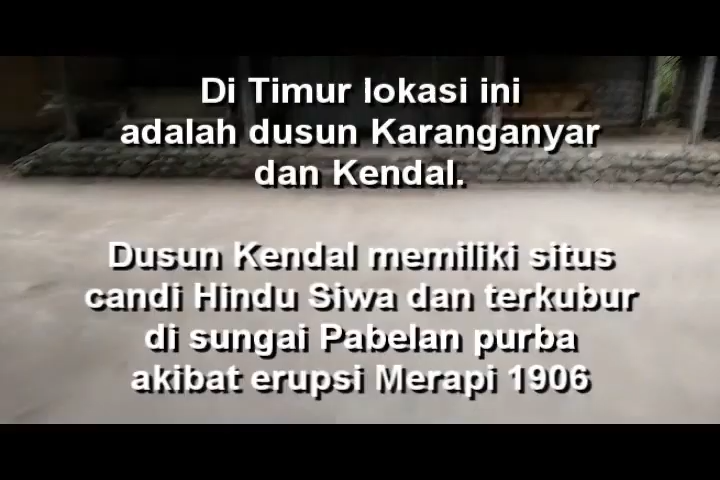 Di Timur lokasi ini
adalah dusun Karanganyar
dan Kendal.
Dusun Kendal memiliki situs
candi Hindu Siwa dan terkubur
di sungai Pabelan purba
akibat erupsi Merapi 1906